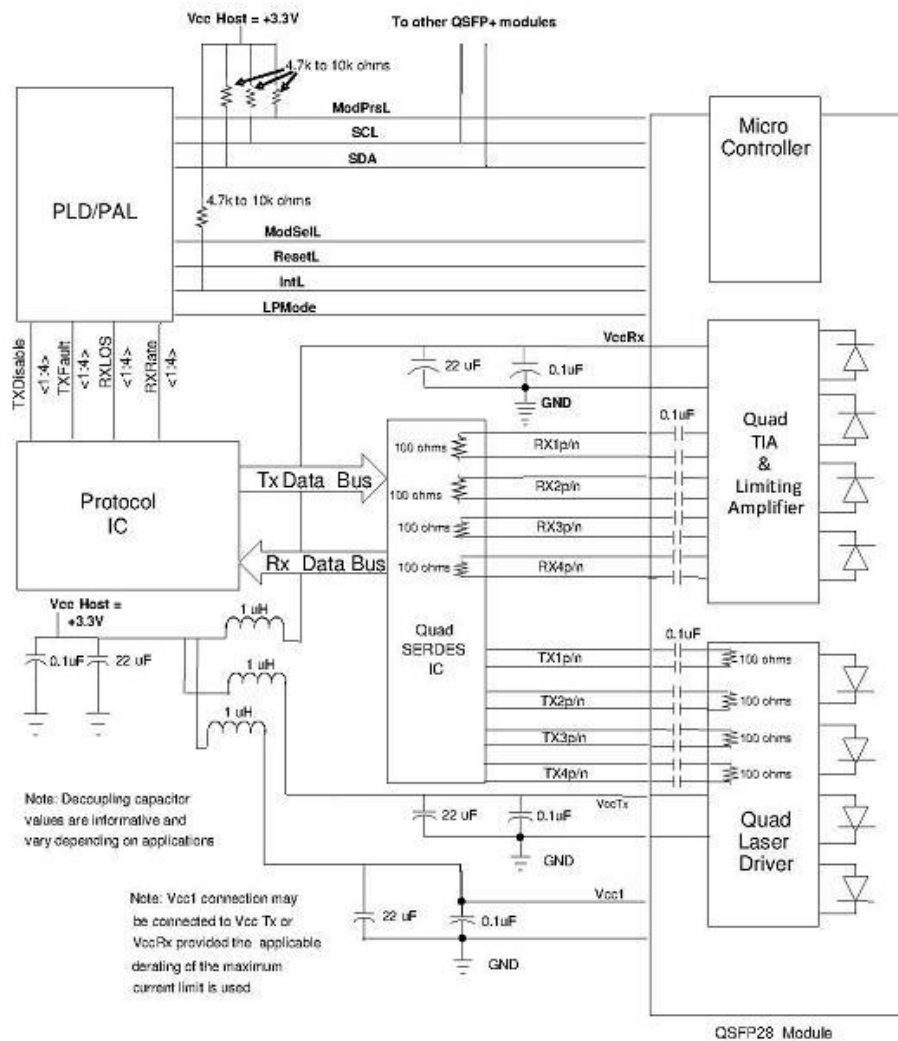 Vcc Host = +3.3V
To other QSFP+ modules
4.7k to 10k ohms
ModPrsL
SCL
SDA
Micro
Controller
PLD/PAL
4.7k to 10k ohms
ModSelL
ResetL
IntL
LPMode
TXDisable
<1:4>
TXFault
<1:4>
RXLOS
<1:4>
RXRate
<1:4>
VccRx
22 uF
0.1uF
GND
0.1uF
Quad
TIA
&
Limiting
Amplifier
100 ohms
RX1p/n
100 ohms
RX2p/n
100 ohms
RX3p/n
100 ohms
RX4p/n
Tx Data Bus
Protocol
IC
Rx Data Bus
Vcc Host =
+3.3V
0.1uF
22 uF
1 uH
1 uH
1 uH
Quad
SERDES
IC
0.1uF
TX1p/n
100 ohms
TX2p/n
100 ohms
TX3p/n
100 ohms
TX4p/n
100 ohms
Note: Decoupling capacitor
values are informative and
vary depending on applications
22 uF
0.1uF
VccTx
GND
Quad
Laser
Driver
Note: Vcc1 connection may
be connected to Vcc Tx or
VccRx provided the applicable
derating of the maximum
current limit is used
22 uF
0.1uF
Vcc1
GND
QSFP28 Module